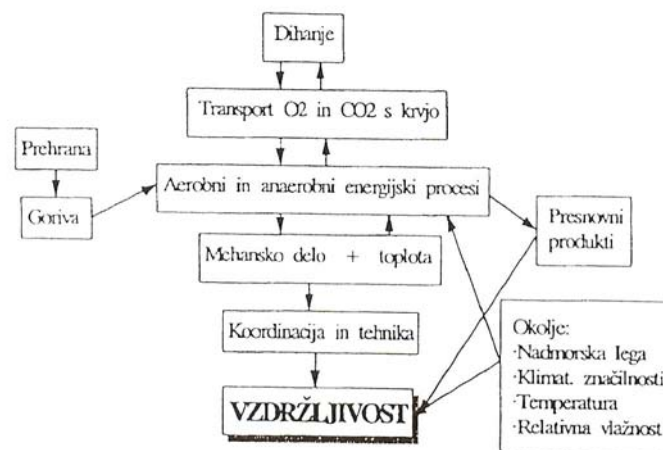 Dihanje
Transport O2 in CO2 s krvjo
Prehrana
Aerobni in anaerobni energijski procesi
Goriva
Presnovni
produkti
Mehansko delo + toplota
Koordinacija in tehnika
Okolje:
·Nadmorska lega
·Klimat. značilnosti
·Temperatura
·Relativna vlažnost
VZDRŽLJIVOST